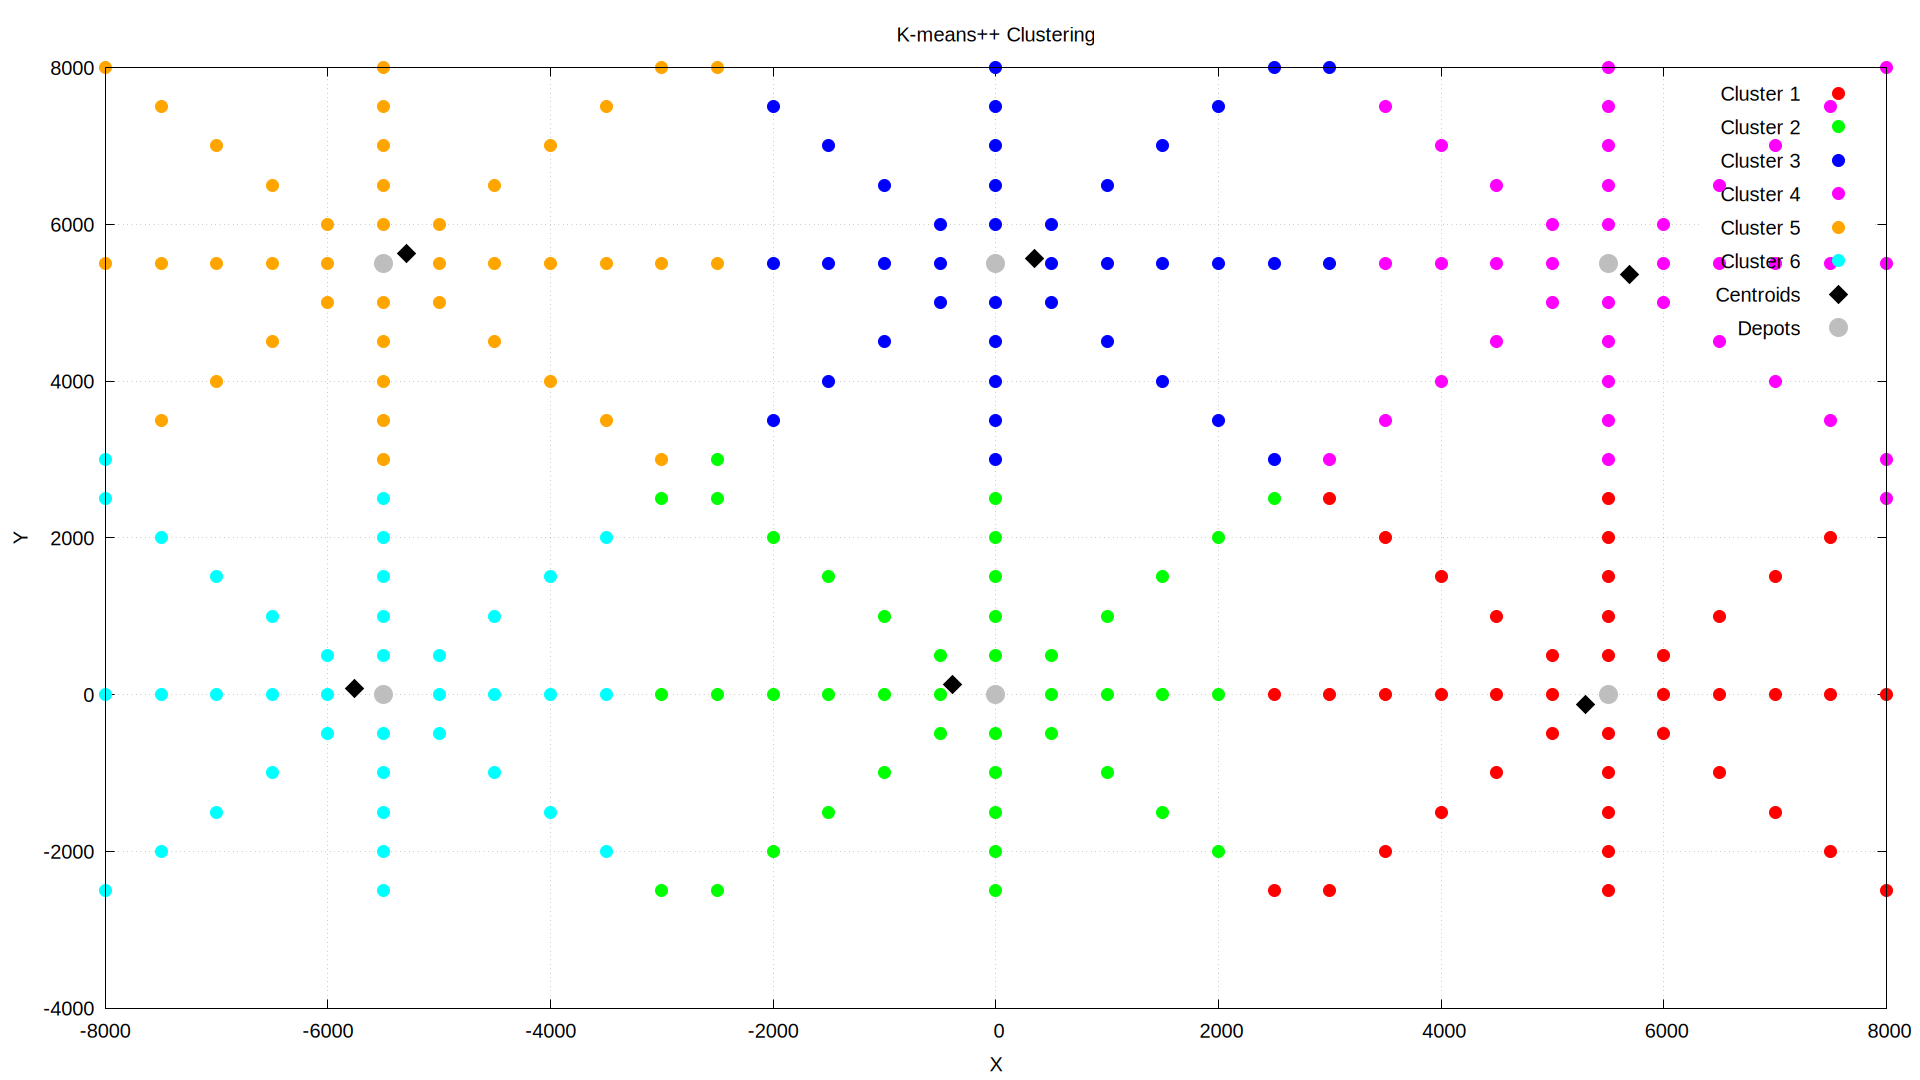 K-means++ Clustering
8000
6000
4000
2000
0
-2000
-4000
-8000 -6000 -4000 -2000 0 2000 4000 6000 8000
X
Y
Cluster 1
Cluster 2
Cluster 3
Cluster 4
Cluster 5
Cluster 6
Centroids
Depots